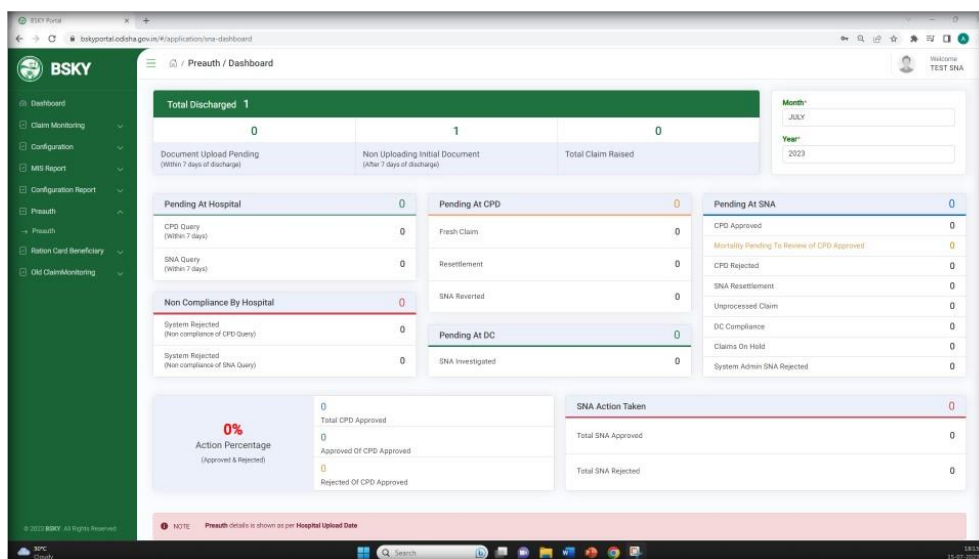 BSKY Portal
bskyportal.odisha.gov.in/#/application/sna-dashboard
BSKY
Preauth / Dashboard
Welcome
TEST SNA
Dashboard
Claim Monitoring
Configuration
MIS Report
Configuration Report
Preauth
→ Preauth
Ration Card Beneficiary
Old ClaimMonitoring
© 2023 BSKY All Rights Reserved
Total Discharged 1
0
Document Upload Pending
(Within 7 days of discharge)
1
Non Uploading Initial Document
(After 7 days of discharge)
0
Total Claim Raised
Month*
JULY
Year*
2023
Pending At Hospital 0
CPD Query 0
(Within 7 days)
SNA Query 0
(Within 7 days)
Non Compliance By Hospital 0
System Rejected 0
(Non compliance of CPD Query)
System Rejected 0
(Non compliance of SNA Query)
Pending At CPD 0
Fresh Claim 0
Resettlement 0
SNA Reverted 0
Pending At DC 0
SNA Investigated 0
Pending At SNA 0
CPD Approved 0
Mortality Pending To Review of CPD Approved 0
CPD Rejected 0
SNA Resettlement 0
Unprocessed Claim 0
DC Compliance 0
Claims On Hold 0
System Admin SNA Rejected 0
0%
Action Percentage
(Approved & Rejected)
0
Total CPD Approved
0
Approved Of CPD Approved
0
Rejected Of CPD Approved
SNA Action Taken 0
Total SNA Approved 0
Total SNA Rejected 0
NOTE Preauth details is shown as per Hospital Upload Date
30°C
Cloudy
Search